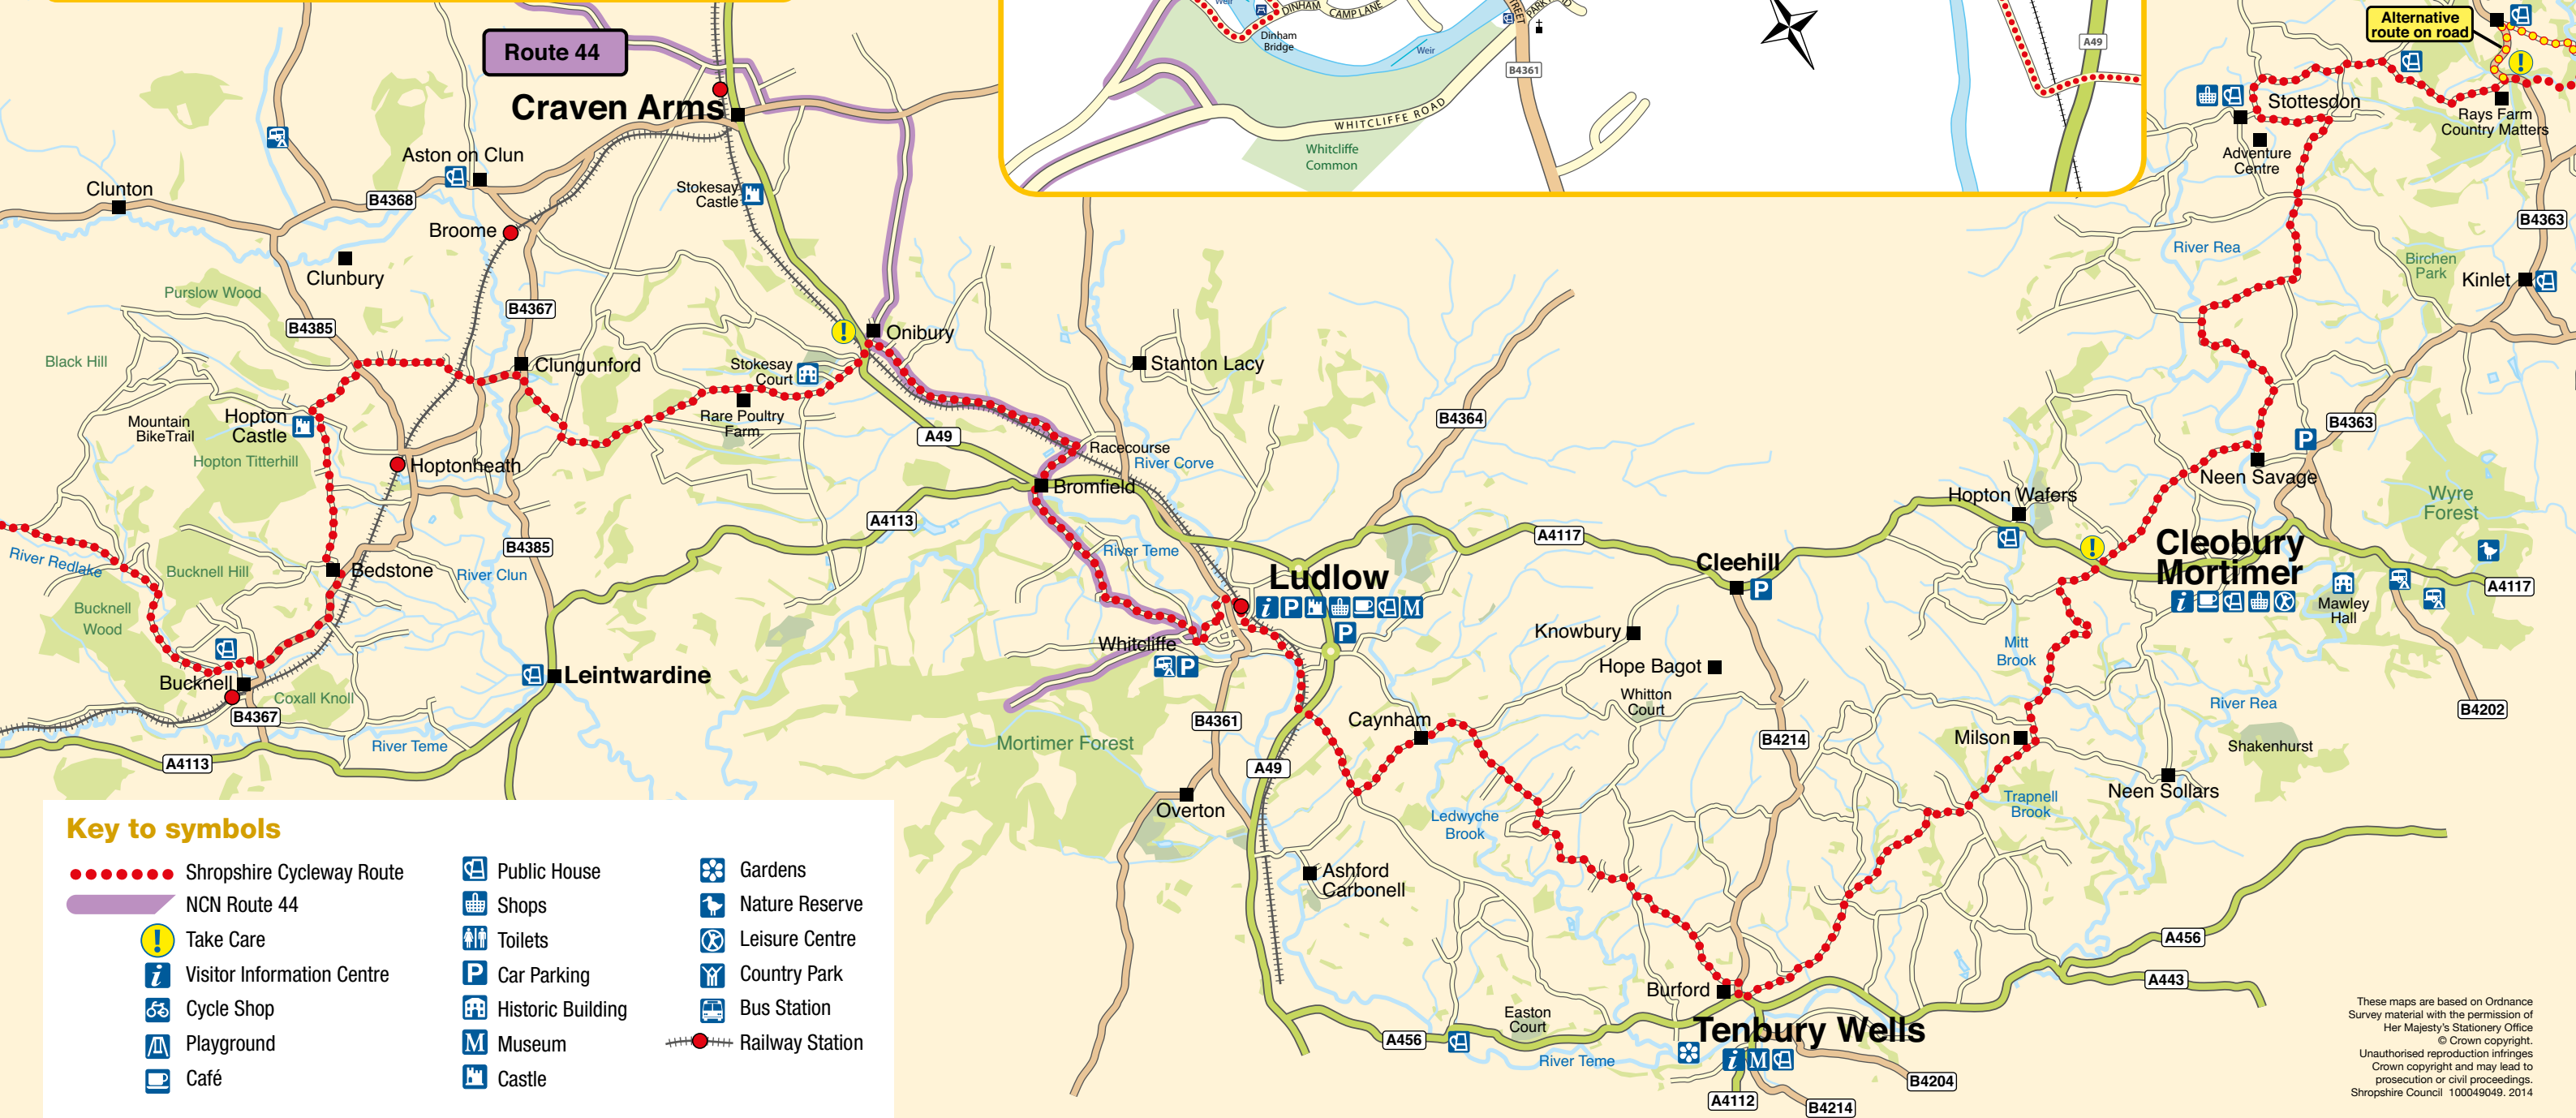 Route 44
Craven Arms
Aston on Clun
Clunton
B4368
Stokesay
Castle
Broome
Clunbury
Purslow Wood
B4367
B4385
Onibury
Black Hill
Clungunford
Stokesay
Court
Mountain
BikeTrail
Hopton
Castle
Rare Poultry
Farm
Hopton Titterhill
Hoptonheath
A49
Racecourse
River Corve
Bromfield
A4113
River Redlake
Bucknell Hill
Bedstone
B4385
River Clun
Bucknell
Wood
Bucknell
Coxall Knoll
B4367
A4113
River Teme
Leintwardine
Weir
DINHAM
CAMP LANE
Dinham
Bridge
Weir
STREET
PARK
B4361
WHITCLIFFE ROAD
Whitcliffe
Common
A49
Stanton Lacy
B4364
River Teme
Ludlow
Whitcliffe
A4117
Cleehill
Knowbury
Hope Bagot
Whitton
Court
Mortimer Forest
B4361
Caynham
A49
Overton
Ledwyche
Brook
Ashford
Carbonell
B4214
Burford
Easton
Court
Tenbury Wells
A456
River Teme
A4112
B4214
B4204
Alternative
route on road
Stottesdon
Rays Farm
Country Matters
Adventure
Centre
B4363
River Rea
Birchen
Park
Kinlet
B4363
Neen Savage
Hopton Wafers
Wyre
Forest
Cleobury
Mortimer
Mawley
Hall
A4117
Mitt
Brook
River Rea
B4202
Milson
Shakenhurst
Neen Sollars
Trapnell
Brook
A456
A443
Key to symbols
Shropshire Cycleway Route
NCN Route 44
Take Care
Visitor Information Centre
Cycle Shop
Playground
Café
Public House
Shops
Toilets
Car Parking
Historic Building
Museum
Castle
Gardens
Nature Reserve
Leisure Centre
Country Park
Bus Station
Railway Station
These maps are based on Ordnance
Survey material with the permission of
Her Majesty's Stationery Office
© Crown copyright.
Unauthorised reproduction infringes
Crown copyright and may lead to
prosecution or civil proceedings.
Shropshire Council 100049049. 2014